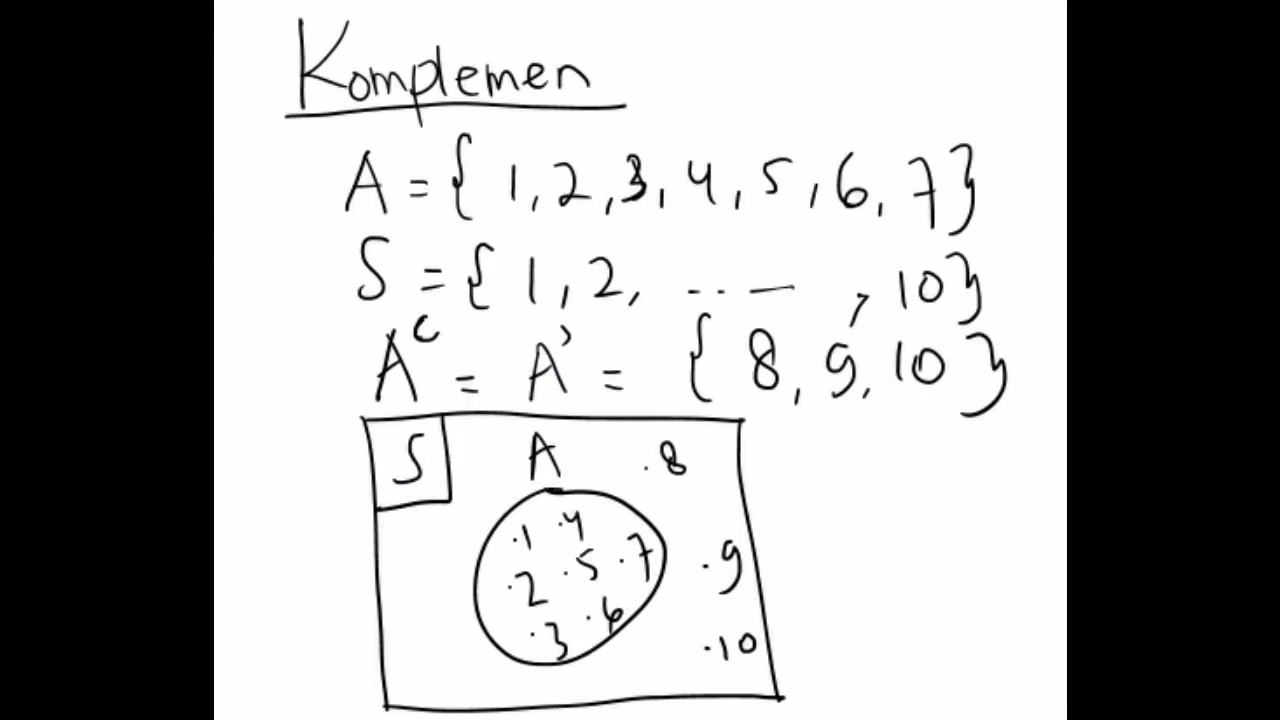 Komplemen
A = { 1, 2, 3, 4, 5, 6, 7 }
S = { 1, 2, ..... , 10 }
Aᶜ = A' = { 8, 9, 10 }
S A .8
.1 .4
.2 .5 .7 .9
.3 .6 .10